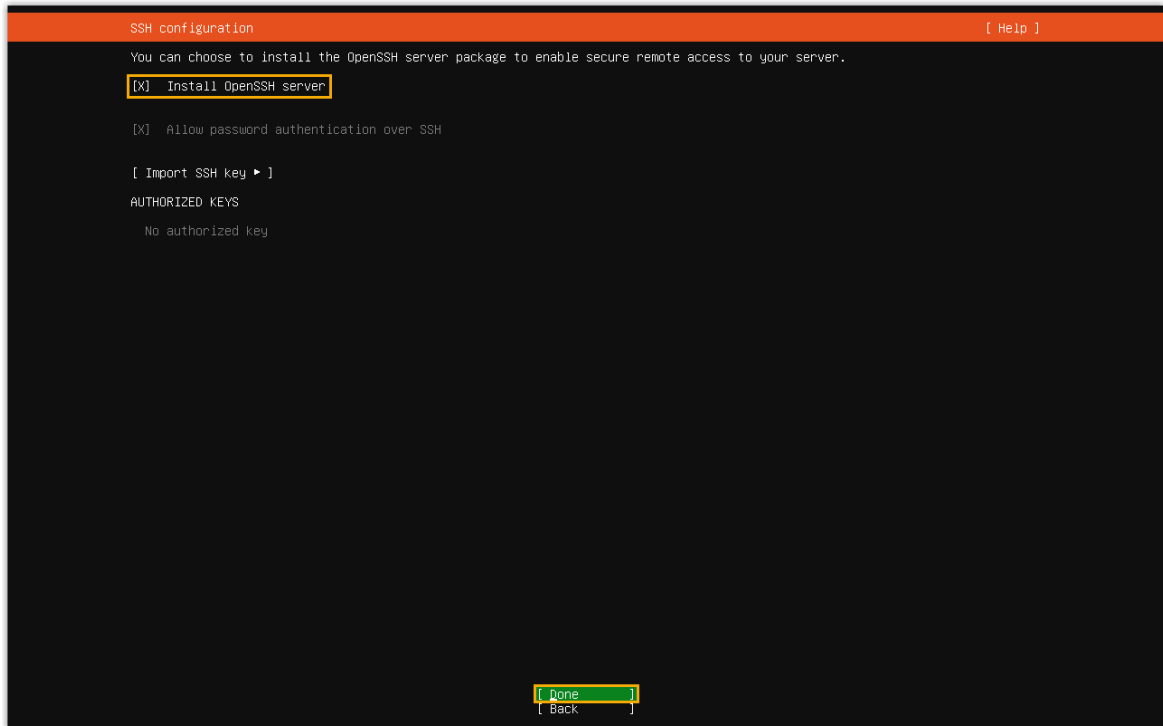 SSH configuration [ Help ]
You can choose to install the OpenSSH server package to enable secure remote access to your server.
[X] Install OpenSSH server
[X] Allow password authentication over SSH
[ Import SSH key ▸ ]
AUTHORIZED KEYS
No authorized key
[ Done ]
[ Back ]